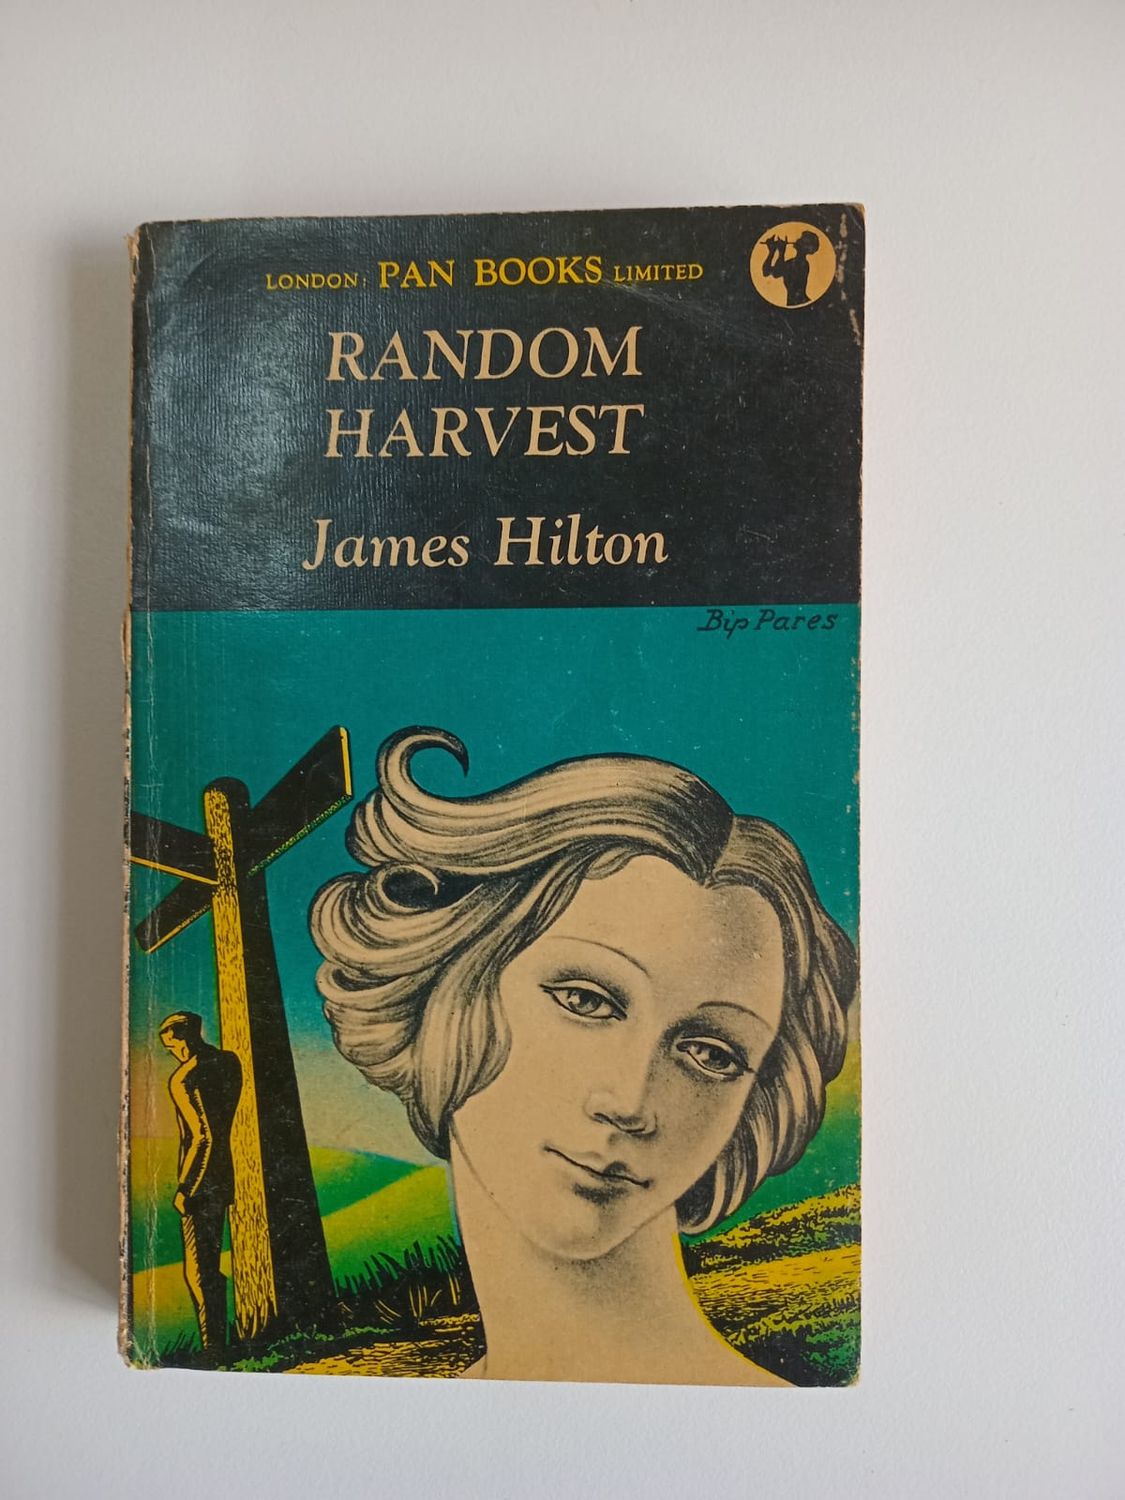 LONDON: PAN BOOKS LIMITED
RANDOM
HARVEST
James Hilton
Bip Pares